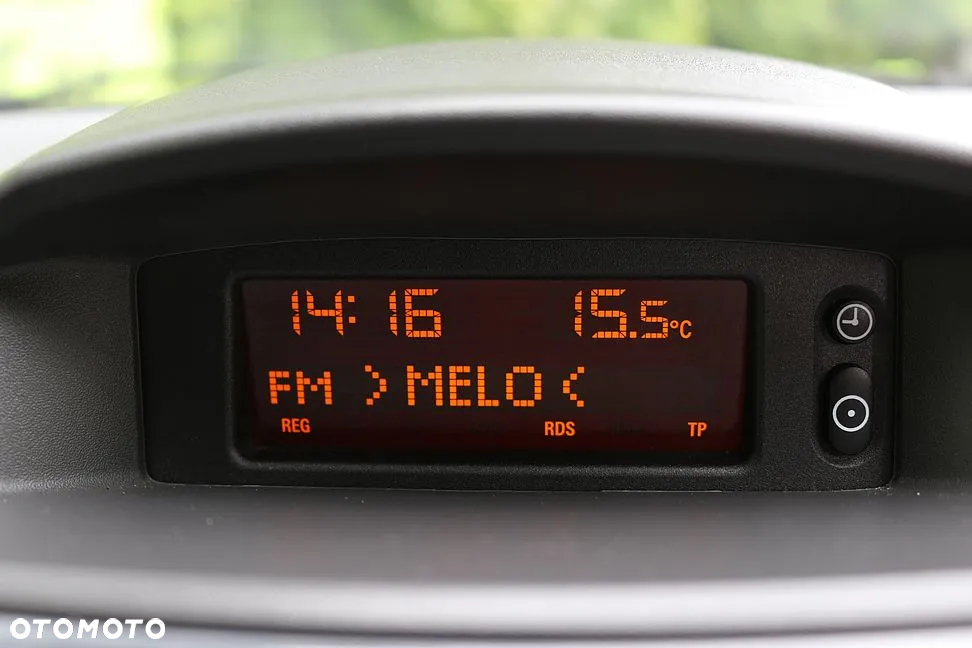 14:16 15.5°C
FM >MELO<
REG RDS TP
OTOMOTO